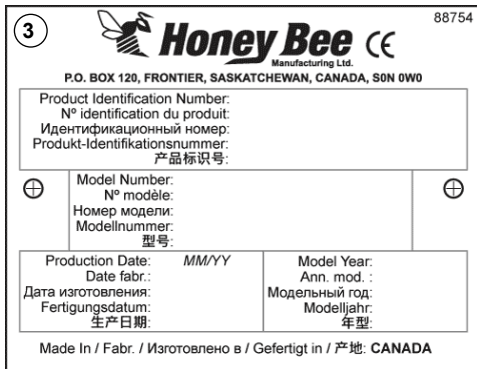 3
88754
Honey Bee CE
Manufacturing Ltd.
P.O. BOX 120, FRONTIER, SASKATCHEWAN, CANADA, S0N 0W0
Product Identification Number:
Nº identification du produit:
Идентификационный номер:
Produkt-Identifikationsnummer:
产品标识号:
Model Number:
Nº modèle:
Номер модели:
Modellnummer:
型号:
Production Date: MM/YY
Date fabr.:
Дата изготовления:
Fertigungsdatum:
生产日期:
Model Year:
Ann. mod. :
Модельный год:
Modelljahr:
年型:
Made In / Fabr. / Изготовлено в / Gefertigt in / 产地: CANADA